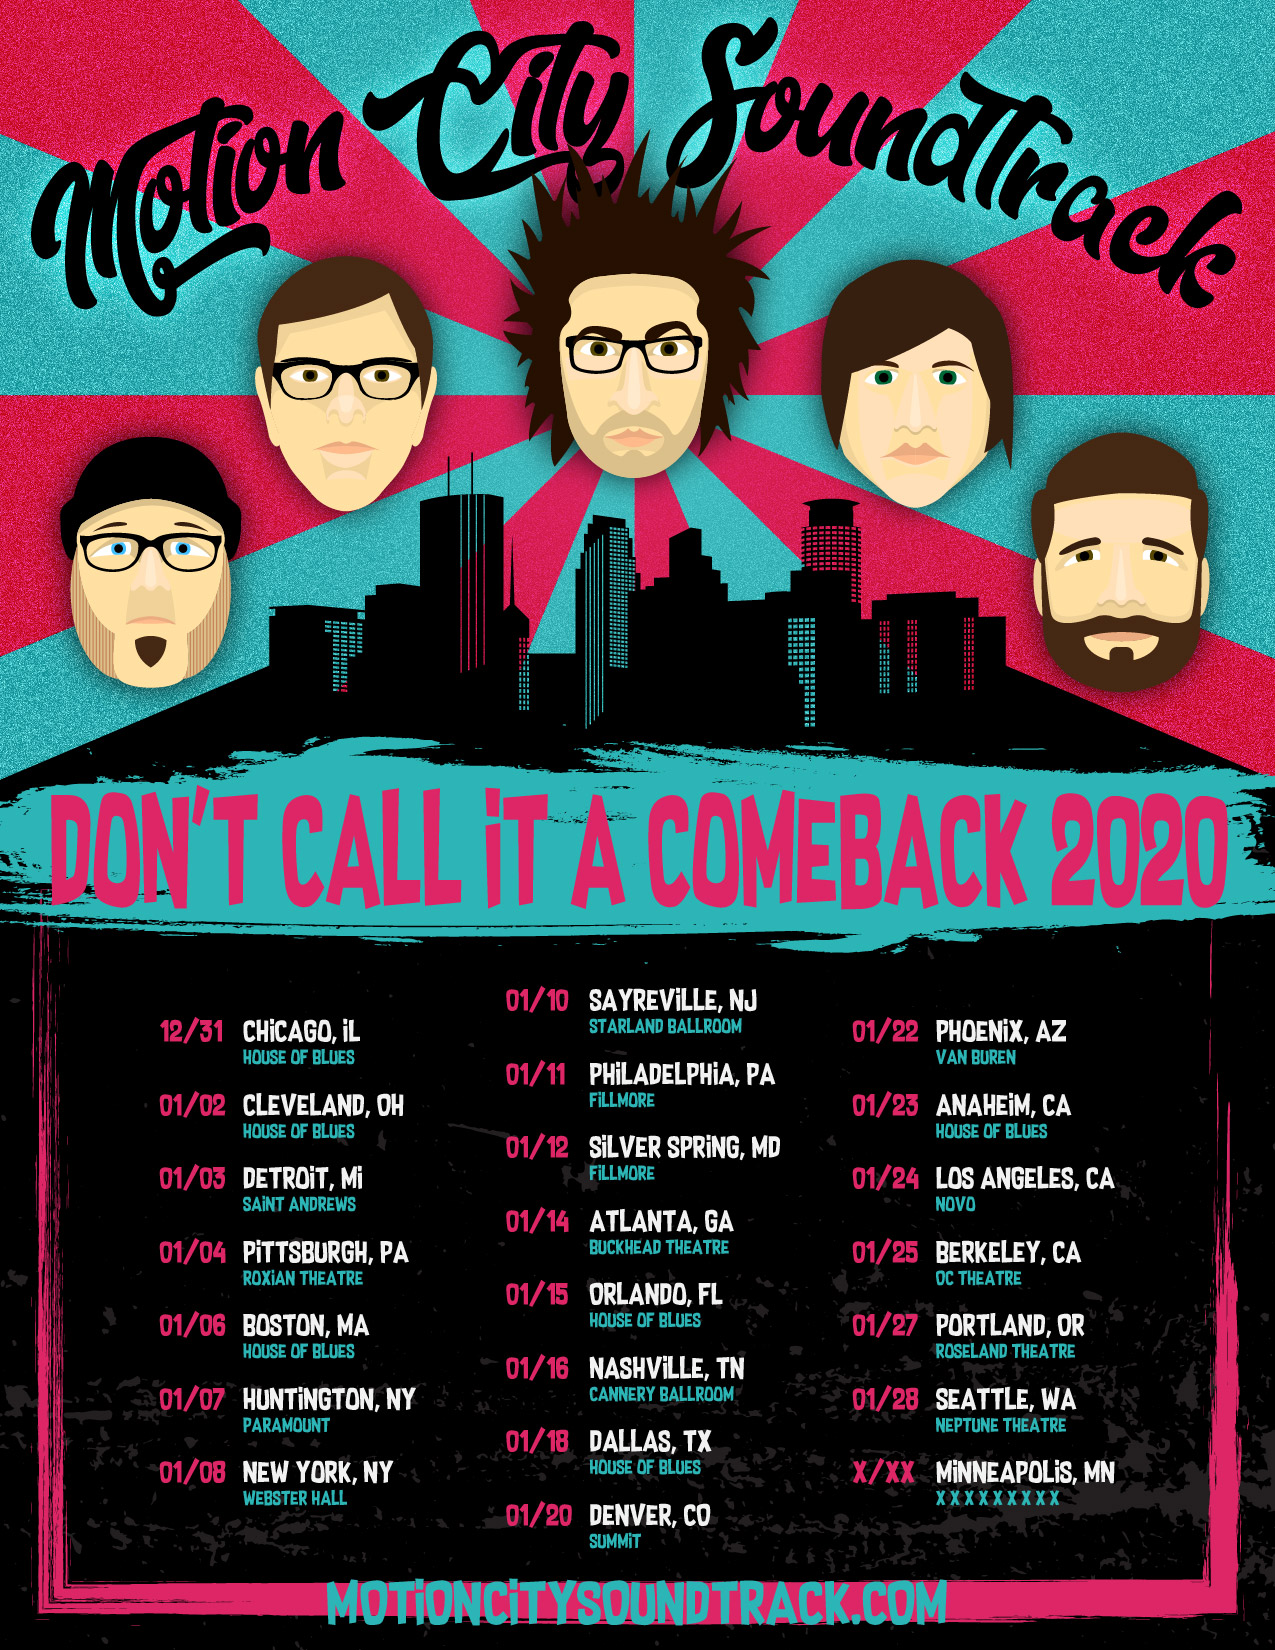 Motion City Soundtrack
DON'T CALL iT A COMEBACK 2020
12/31 CHiCAGO, iL
HOUSE OF BLUES
01/02 CLEVELAND, OH
HOUSE OF BLUES
01/03 DETROiT, Mi
SAiNT ANDREWS
01/04 PiTTSBURGH, PA
ROXiAN THEATRE
01/06 BOSTON, MA
HOUSE OF BLUES
01/07 HUNTiNGTON, NY
PARAMOUNT
01/08 NEW YORK, NY
WEBSTER HALL
01/10 SAYREViLLE, NJ
STARLAND BALLROOM
01/11 PHiLADELPHiA, PA
FiLLMORE
01/12 SiLVER SPRiNG, MD
FiLLMORE
01/14 ATLANTA, GA
BUCKHEAD THEATRE
01/15 ORLANDO, FL
HOUSE OF BLUES
01/16 NASHViLLE, TN
CANNERY BALLROOM
01/18 DALLAS, TX
HOUSE OF BLUES
01/20 DENVER, CO
SUMMiT
01/22 PHOENiX, AZ
VAN BUREN
01/23 ANAHEiM, CA
HOUSE OF BLUES
01/24 LOS ANGELES, CA
NOVO
01/25 BERKELEY, CA
UC THEATRE
01/27 PORTLAND, OR
ROSELAND THEATRE
01/28 SEATTLE, WA
NEPTUNE THEATRE
X/XX MiNNEAPOLiS, MN
XXXXXXXXX
MOTiONCiTYSOUNDTRACK.COM